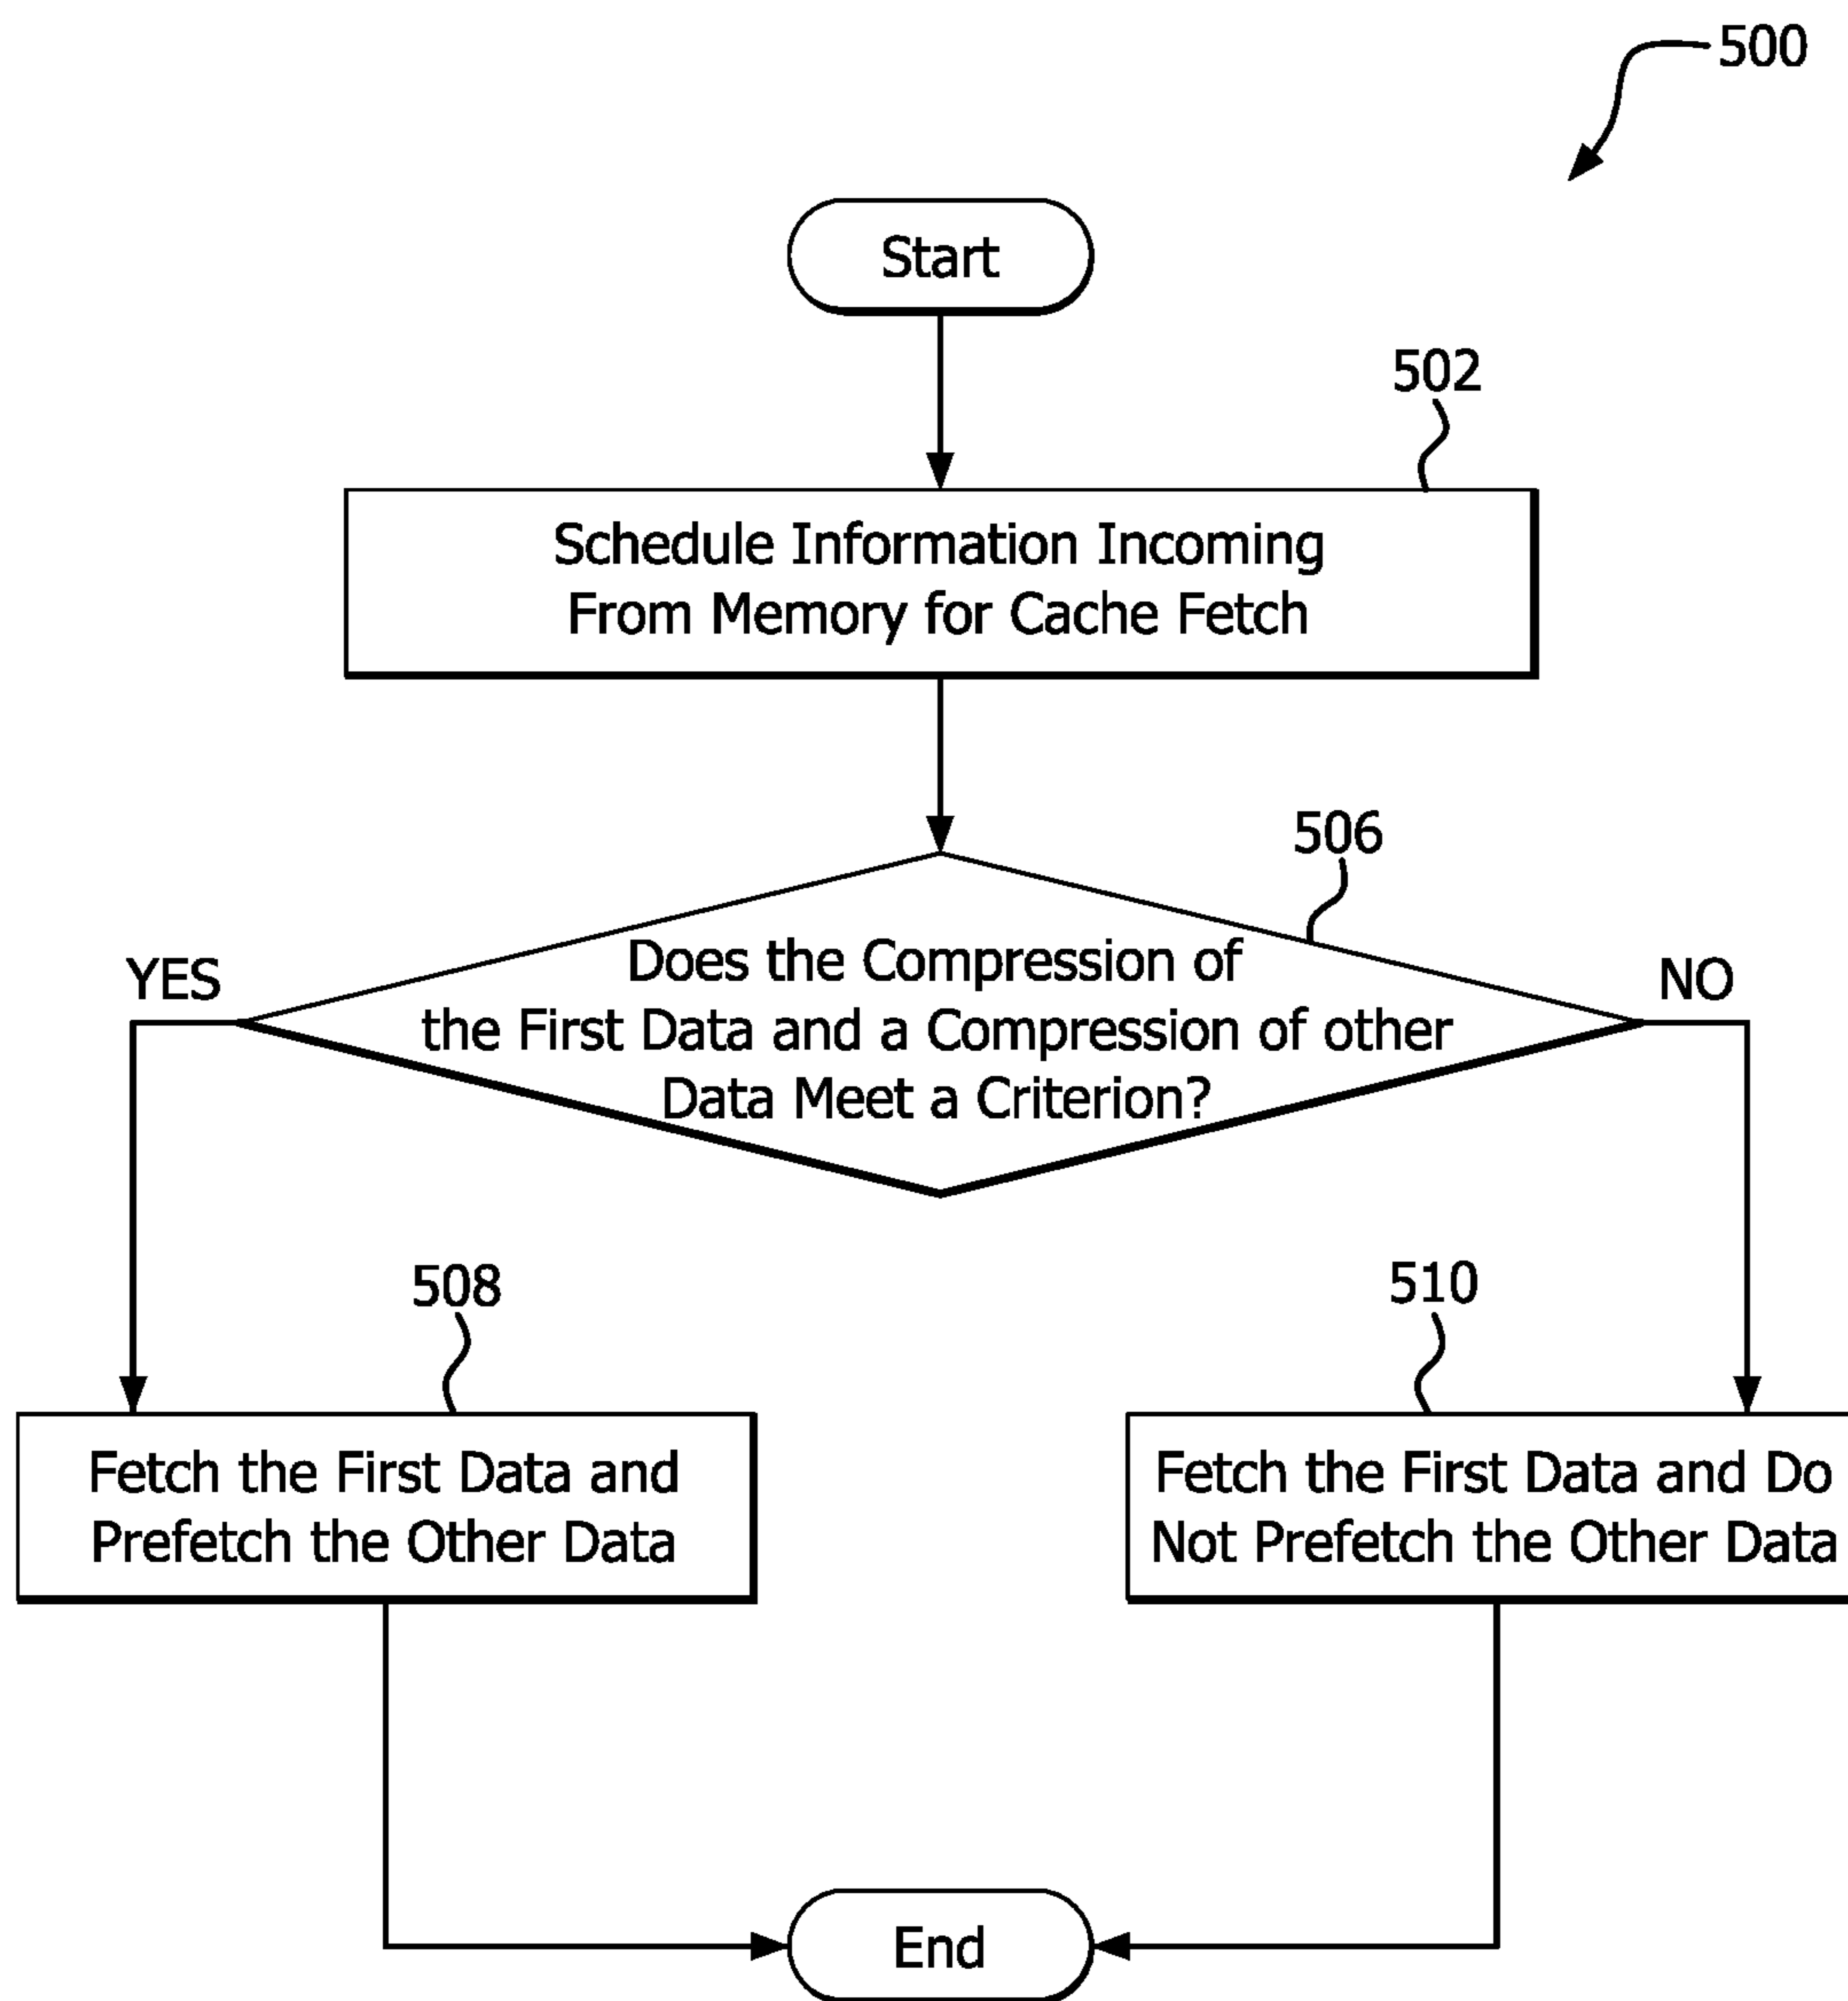 500
Start
502
Schedule Information Incoming
From Memory for Cache Fetch
506
Does the Compression of
the First Data and a Compression of other
Data Meet a Criterion?
YES
NO
508
Fetch the First Data and
Prefetch the Other Data
510
Fetch the First Data and Do
Not Prefetch the Other Data
End